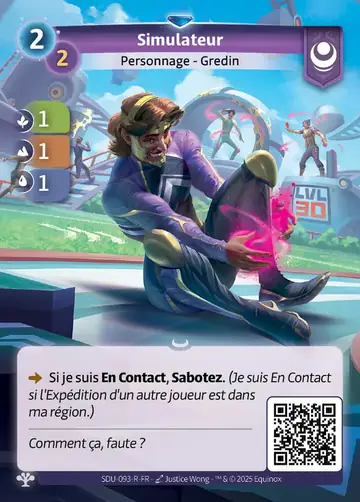 2
Simulateur
2
Personnage - Gredin
1
1
1
LVL
30
Si je suis En Contact, Sabotez. (Je suis En Contact
si l'Expédition d'un autre joueur est dans
ma région.)
Comment ça, faute ?
SDU-093-R-FR - Justice Wong - ™ & © 2025 Equinox